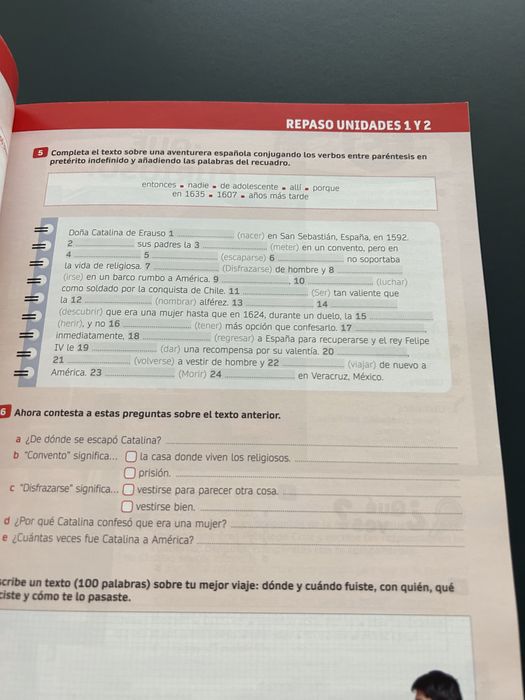 REPASO UNIDADES 1 Y 2
5 Completa el texto sobre una aventurera española conjugando los verbos entre paréntesis en
pretérito indefinido y añadiendo las palabras del recuadro.
entonces ▪ nadie ▪ de adolescente ▪ allí ▪ porque
en 1635 ▪ 1607 ▪ años más tarde
Doña Catalina de Erauso 1 (nacer) en San Sebastián, España, en 1592.
2 sus padres la 3 (meter) en un convento, pero en
4 5 (escaparse) 6 no soportaba
la vida de religiosa. 7 (Disfrazarse) de hombre y 8
(irse) en un barco rumbo a América. 9 , 10 (luchar)
como soldado por la conquista de Chile. 11 (Ser) tan valiente que
la 12 (nombrar) alférez. 13 14
(descubrir) que era una mujer hasta que en 1624, durante un duelo, la 15
(herir), y no 16 (tener) más opción que confesarlo. 17 ,
inmediatamente, 18 (regresar) a España para recuperarse y el rey Felipe
IV le 19 (dar) una recompensa por su valentía. 20 ,
21 (volverse) a vestir de hombre y 22 (viajar) de nuevo a
América. 23 (Morir) 24 en Veracruz, México.
6 Ahora contesta a estas preguntas sobre el texto anterior.
a ¿De dónde se escapó Catalina?
b "Convento" significa... la casa donde viven los religiosos.
prisión.
c "Disfrazarse" significa... vestirse para parecer otra cosa.
vestirse bien.
d ¿Por qué Catalina confesó que era una mujer?
e ¿Cuántas veces fue Catalina a América?
scribe un texto (100 palabras) sobre tu mejor viaje: dónde y cuándo fuiste, con quién, qué
ciste y cómo te lo pasaste.